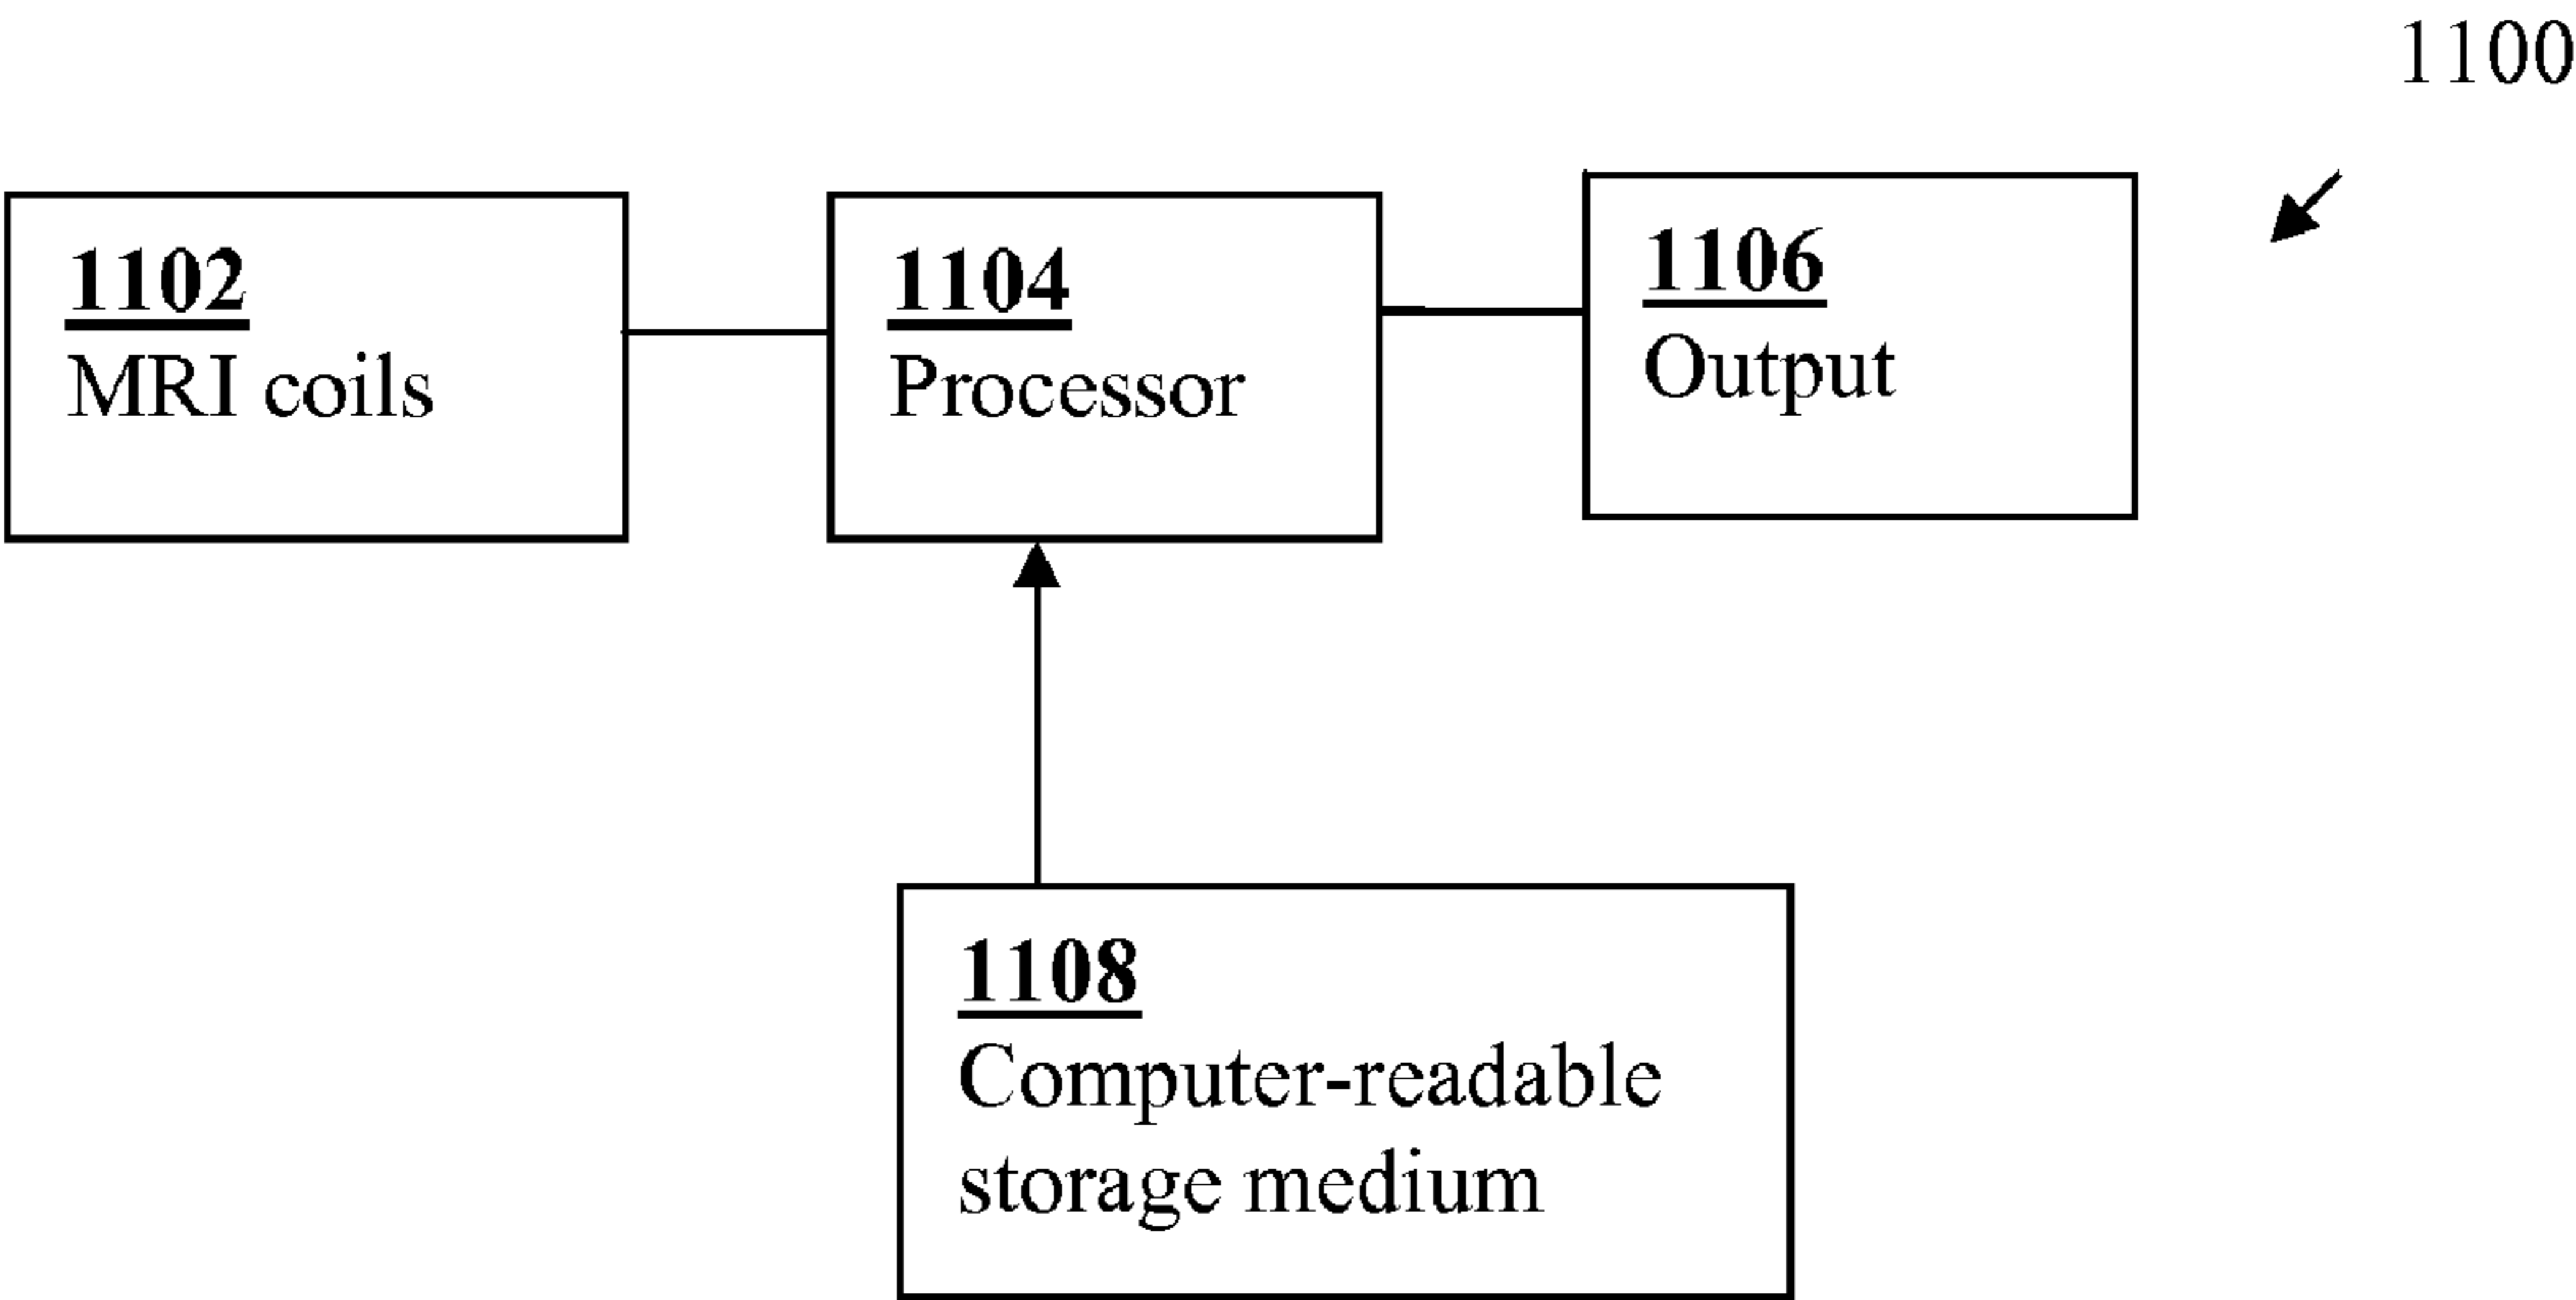 1100
1102
MRI coils
1104
Processor
1106
Output
1108
Computer-readable
storage medium